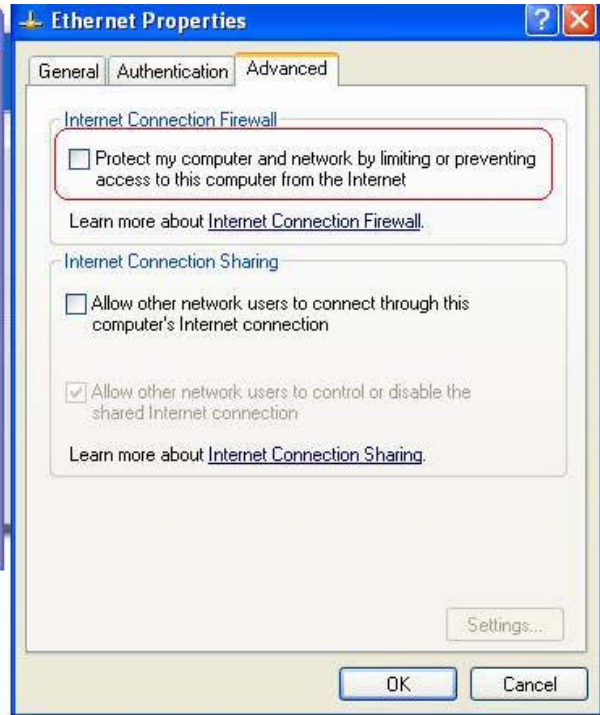 Ethernet Properties
General Authentication Advanced
Internet Connection Firewall
Protect my computer and network by limiting or preventing
access to this computer from the Internet
Learn more about Internet Connection Firewall.
Internet Connection Sharing
Allow other network users to connect through this
computer's Internet connection
Allow other network users to control or disable the
shared Internet connection
Learn more about Internet Connection Sharing.
Settings...
OK Cancel